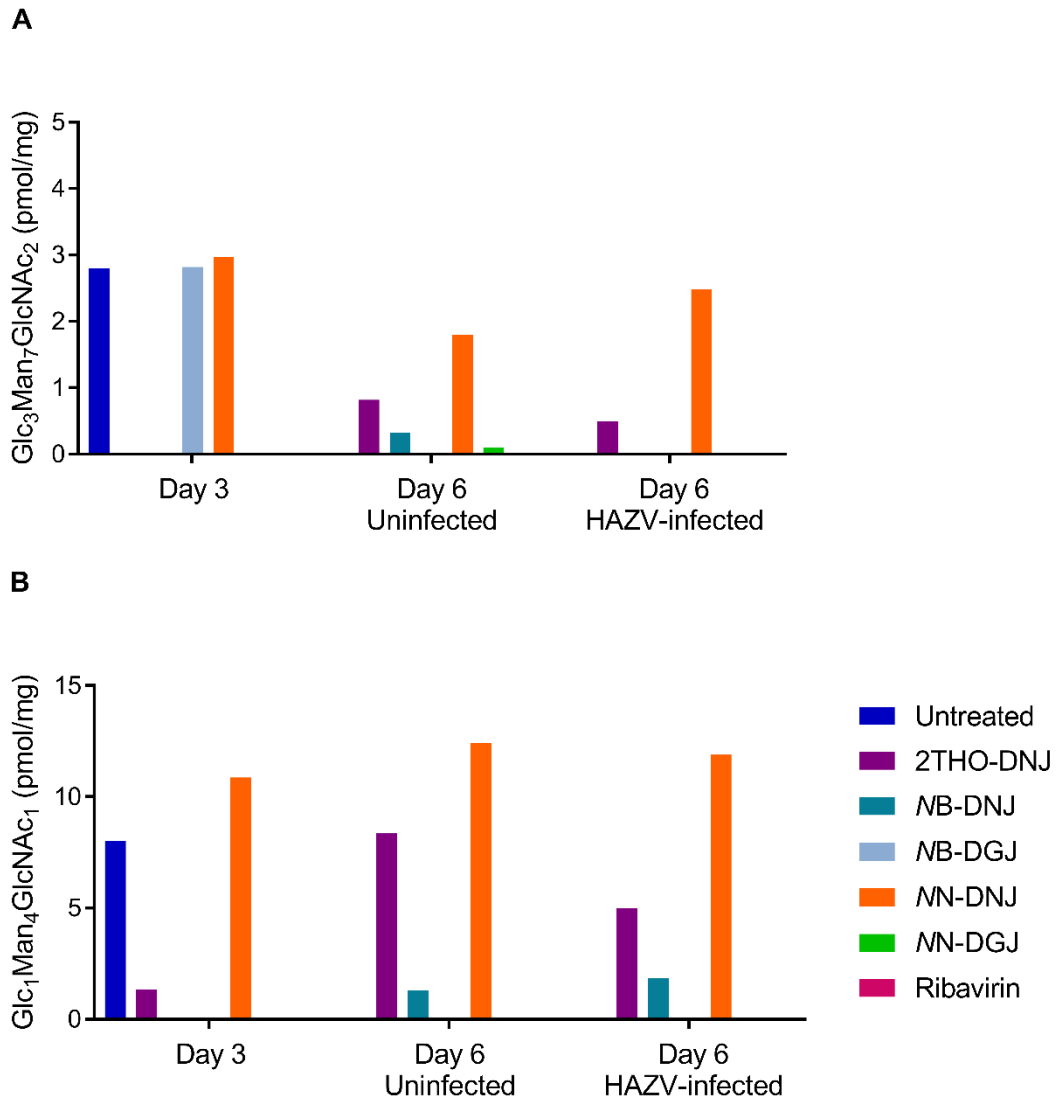 A
Glc₃Man₇GlcNAc₂ (pmol/mg)
5
4
3
2
1
0
Day 3
Day 6
Uninfected
Day 6
HAZV-infected
B
Glc₁Man₄GlcNAc₁ (pmol/mg)
15
10
5
0
Day 3
Day 6
Uninfected
Day 6
HAZV-infected
Untreated
2THO-DNJ
NB-DNJ
NB-DGJ
NN-DNJ
NN-DGJ
Ribavirin